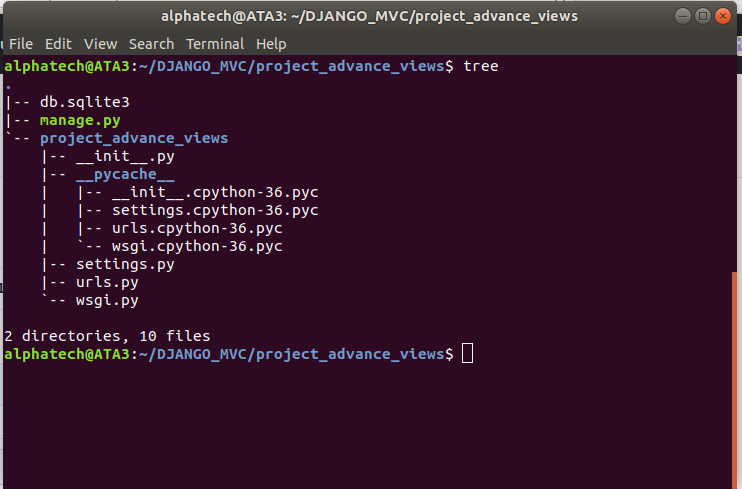 alphatech@ATA3: ~/DJANGO_MVC/project_advance_views
File Edit View Search Terminal Help
alphatech@ATA3:~/DJANGO_MVC/project_advance_views$ tree
.
|-- db.sqlite3
|-- manage.py
`-- project_advance_views
    |-- __init__.py
    |-- __pycache__
    |   |-- __init__.cpython-36.pyc
    |   |-- settings.cpython-36.pyc
    |   |-- urls.cpython-36.pyc
    |   `-- wsgi.cpython-36.pyc
    |-- settings.py
    |-- urls.py
    `-- wsgi.py

2 directories, 10 files
alphatech@ATA3:~/DJANGO_MVC/project_advance_views$